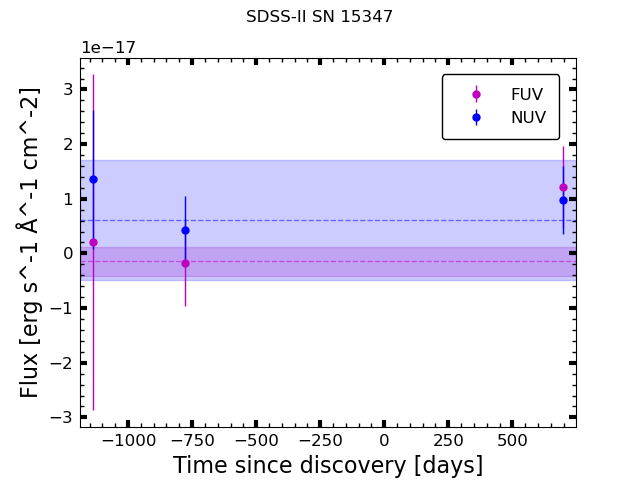 SDSS-II SN 15347
1e−17
FUV
NUV
3
2
1
0
−1
−2
−3
Flux [erg s^-1 Å^-1 cm^-2]
−1000 −750 −500 −250 0 250 500
Time since discovery [days]